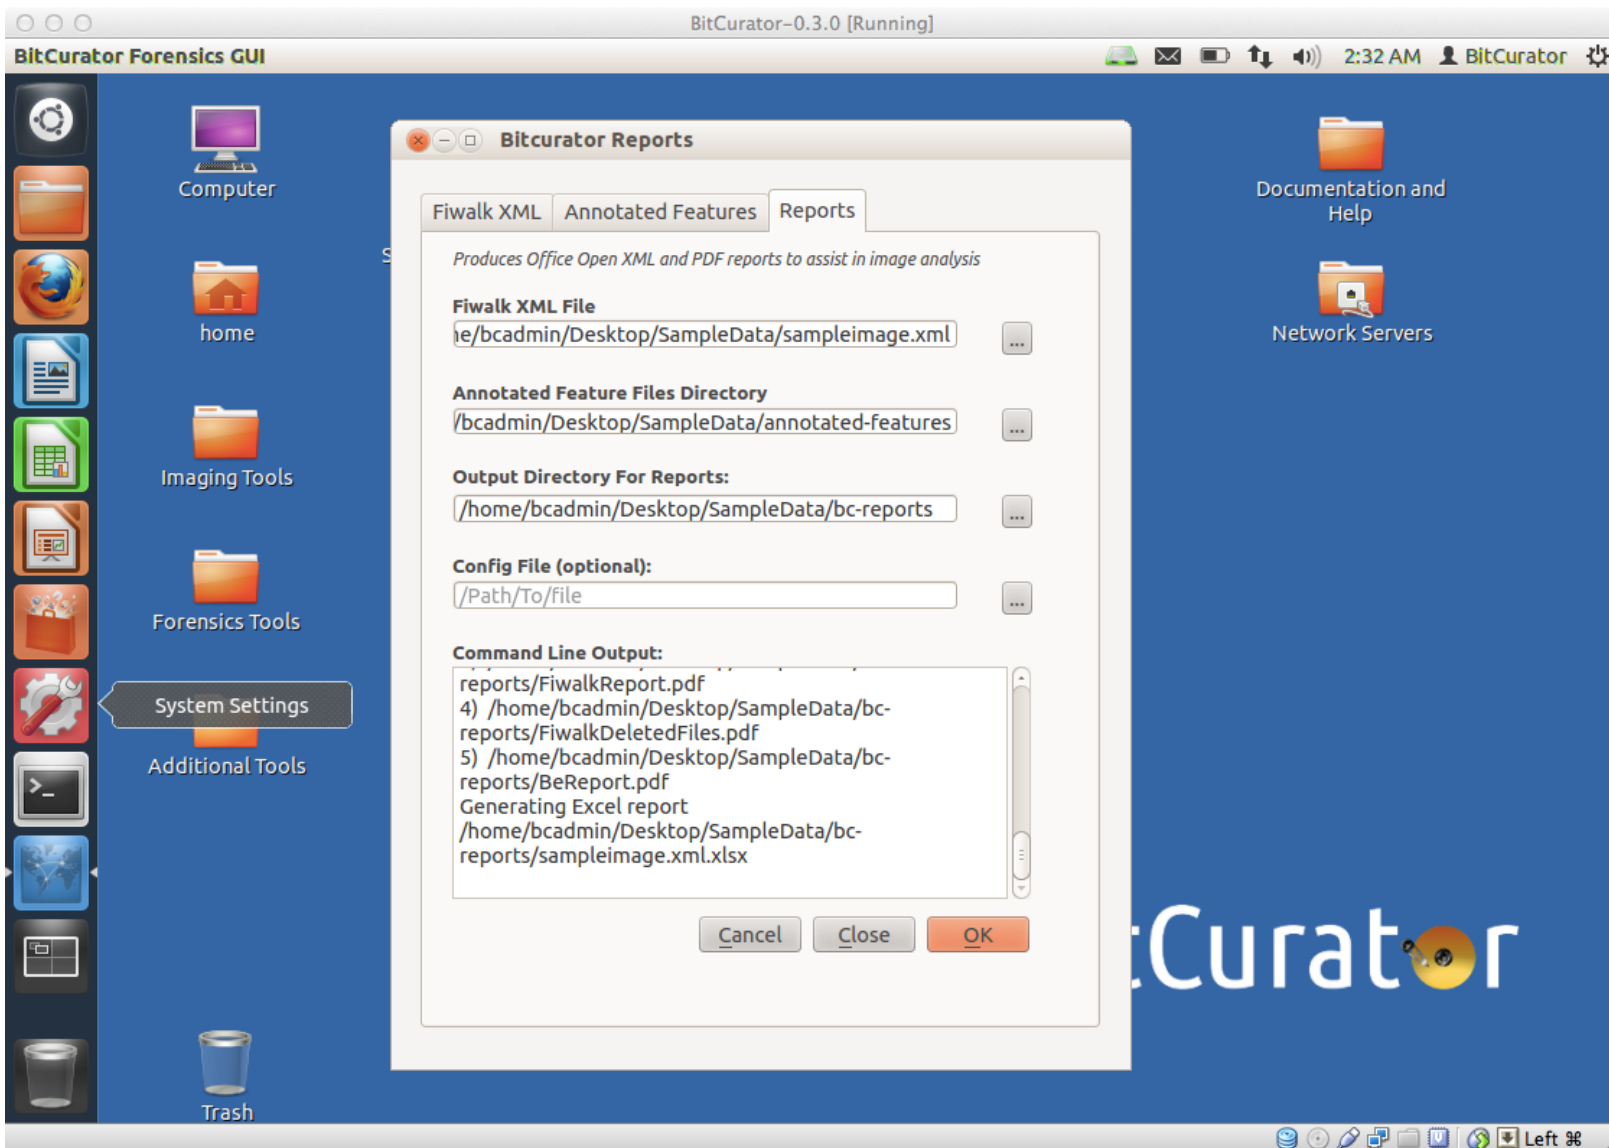 BitCurator-0.3.0 [Running]
BitCurator Forensics GUI
2:32 AM
BitCurator
Computer
home
Imaging Tools
Forensics Tools
System Settings
Additional Tools
Trash
Bitcurator Reports
Fiwalk XML
Annotated Features
Reports
Produces Office Open XML and PDF reports to assist in image analysis
Fiwalk XML File
/bcadmin/Desktop/SampleData/sampleimage.xml
...
Annotated Feature Files Directory
/bcadmin/Desktop/SampleData/annotated-features
...
Output Directory For Reports:
/home/bcadmin/Desktop/SampleData/bc-reports
...
Config File (optional):
/Path/To/file
...
Command Line Output:
reports/FiwalkReport.pdf
4) /home/bcadmin/Desktop/SampleData/bc-
reports/FiwalkDeletedFiles.pdf
5) /home/bcadmin/Desktop/SampleData/bc-
reports/BeReport.pdf
Generating Excel report
/home/bcadmin/Desktop/SampleData/bc-
reports/sampleimage.xml.xlsx
Cancel
Close
OK
Documentation and
Help
Network Servers
tCurator
Left ⌘